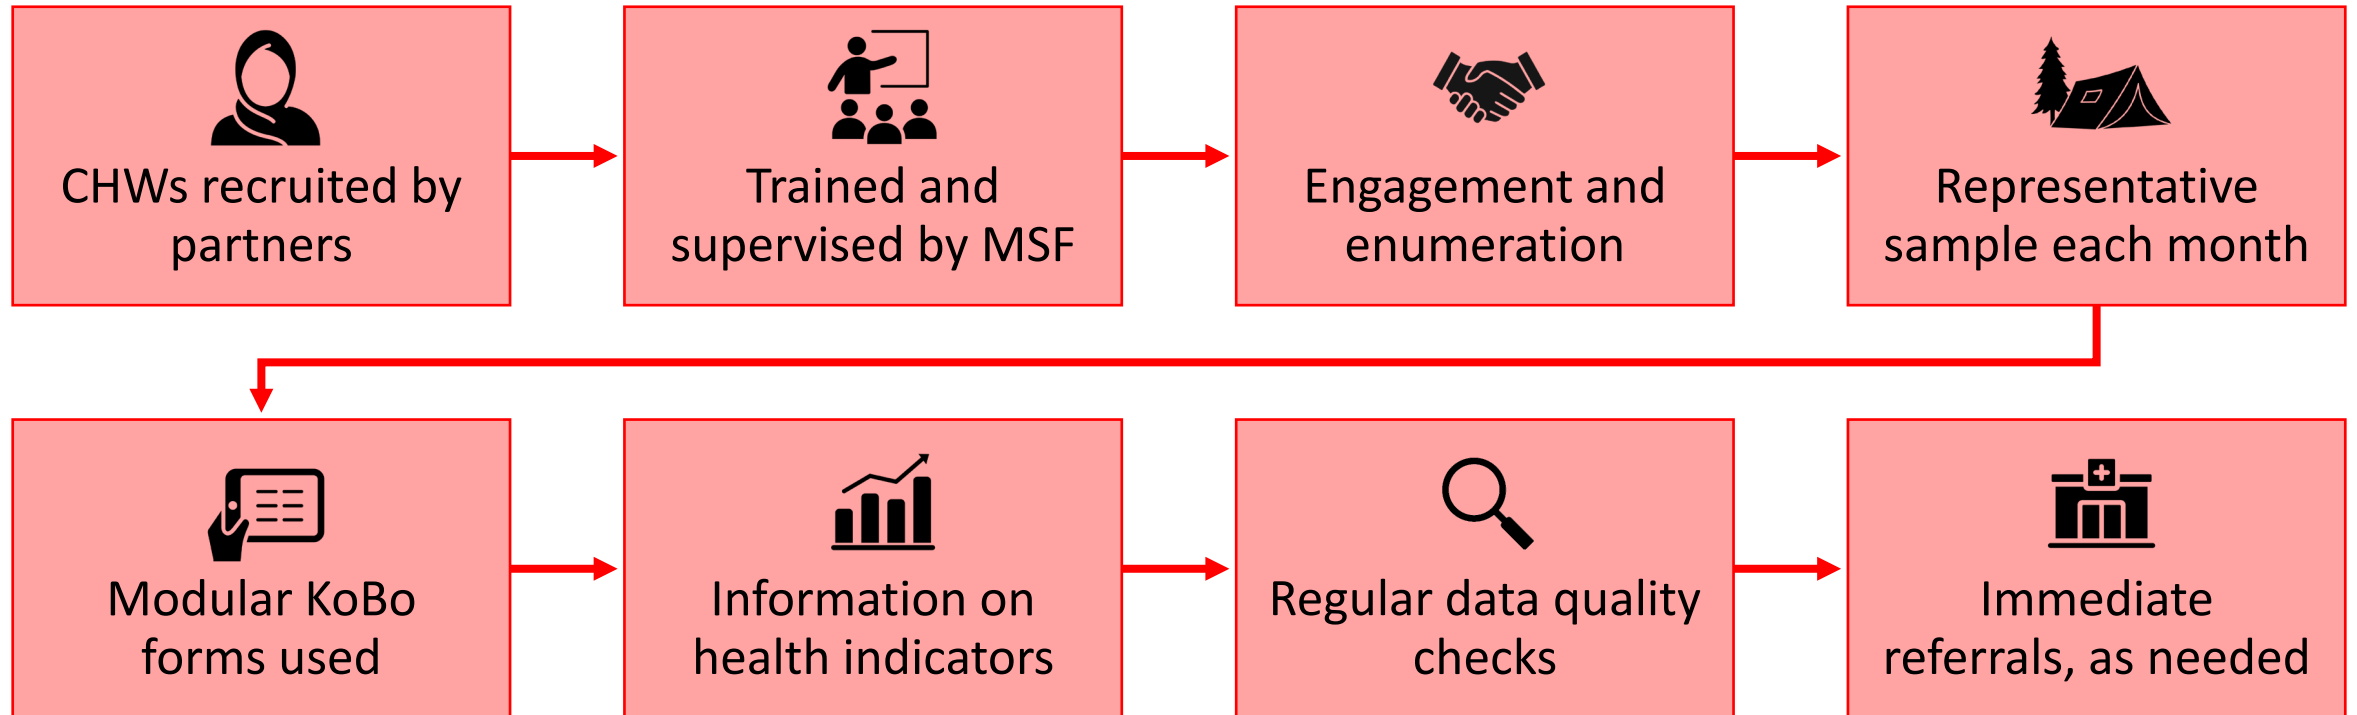 CHWs recruited by
partners
Trained and
supervised by MSF
Engagement and
enumeration
Representative
sample each month
Modular KoBo
forms used
Information on
health indicators
Regular data quality
checks
Immediate
referrals, as needed